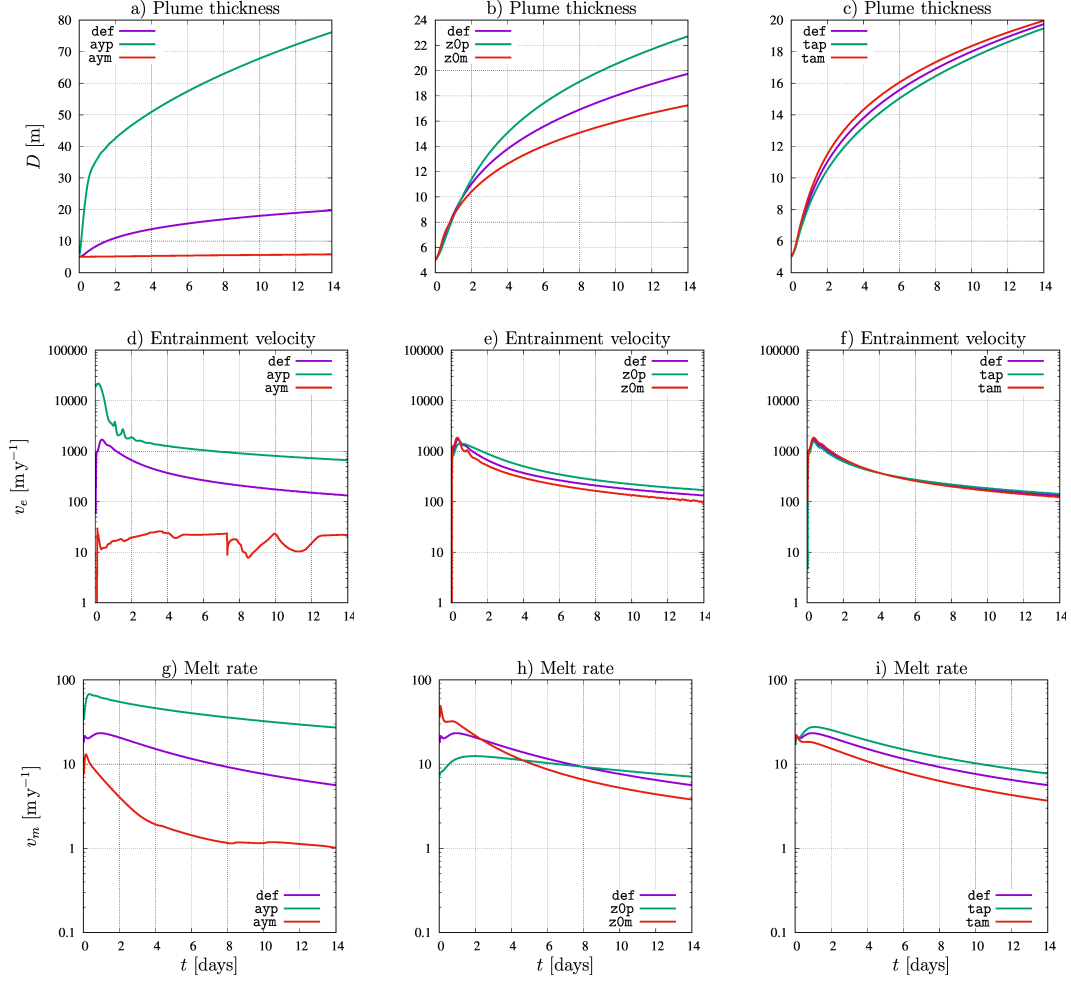 a) Plume thickness
def
ayp
aym
D [m]
80
70
60
50
40
30
20
10
0
0 2 4 6 8 10 12 14
b) Plume thickness
def
z0p
z0m
24
22
20
18
16
14
12
10
8
6
4
0 2 4 6 8 10 12 14
c) Plume thickness
def
tap
tam
20
18
16
14
12
10
8
6
4
0 2 4 6 8 10 12 14
d) Entrainment velocity
def
ayp
aym
v_e [m y⁻¹]
100000
10000
1000
100
10
1
0 2 4 6 8 10 12 14
e) Entrainment velocity
def
z0p
z0m
100000
10000
1000
100
10
1
0 2 4 6 8 10 12 14
f) Entrainment velocity
def
tap
tam
100000
10000
1000
100
10
1
0 2 4 6 8 10 12 14
g) Melt rate
def
ayp
aym
v_m [m y⁻¹]
100
10
1
0.1
0 2 4 6 8 10 12 14
t [days]
h) Melt rate
def
z0p
z0m
100
10
1
0.1
0 2 4 6 8 10 12 14
t [days]
i) Melt rate
def
tap
tam
100
10
1
0.1
0 2 4 6 8 10 12 14
t [days]